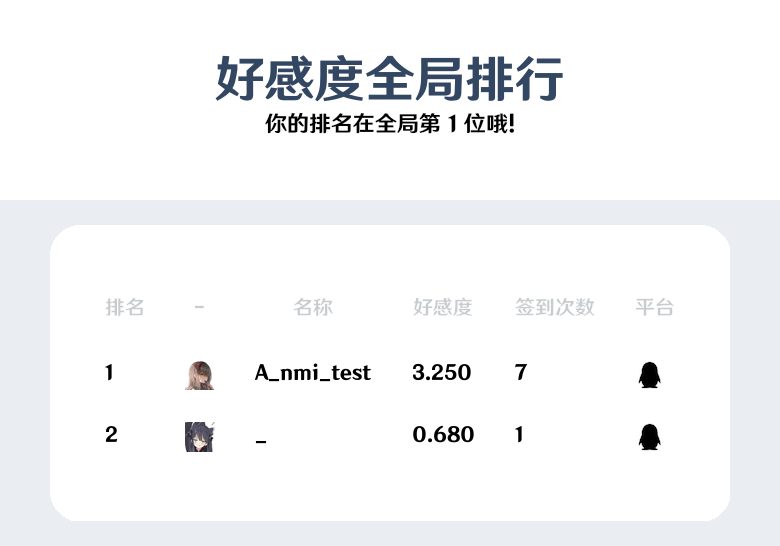 好感度全局排行
你的排名在全局第 1 位哦!
排名 - 名称 好感度 签到次数 平台
1 A_nmi_test 3.250 7
2 _ 0.680 1